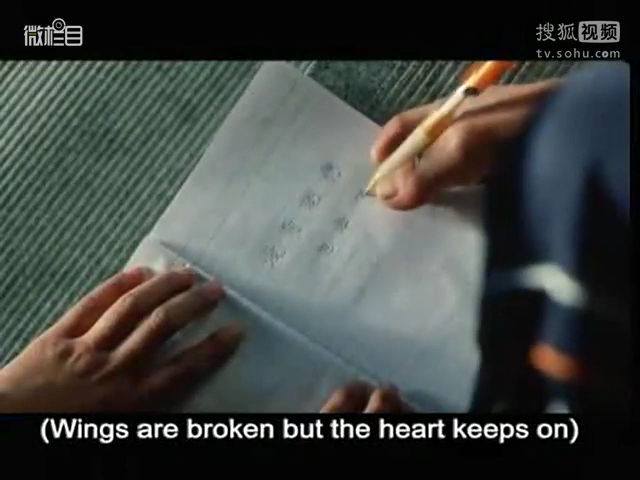 微栏目
搜狐视频
tv.sohu.com
(Wings are broken but the heart keeps on)